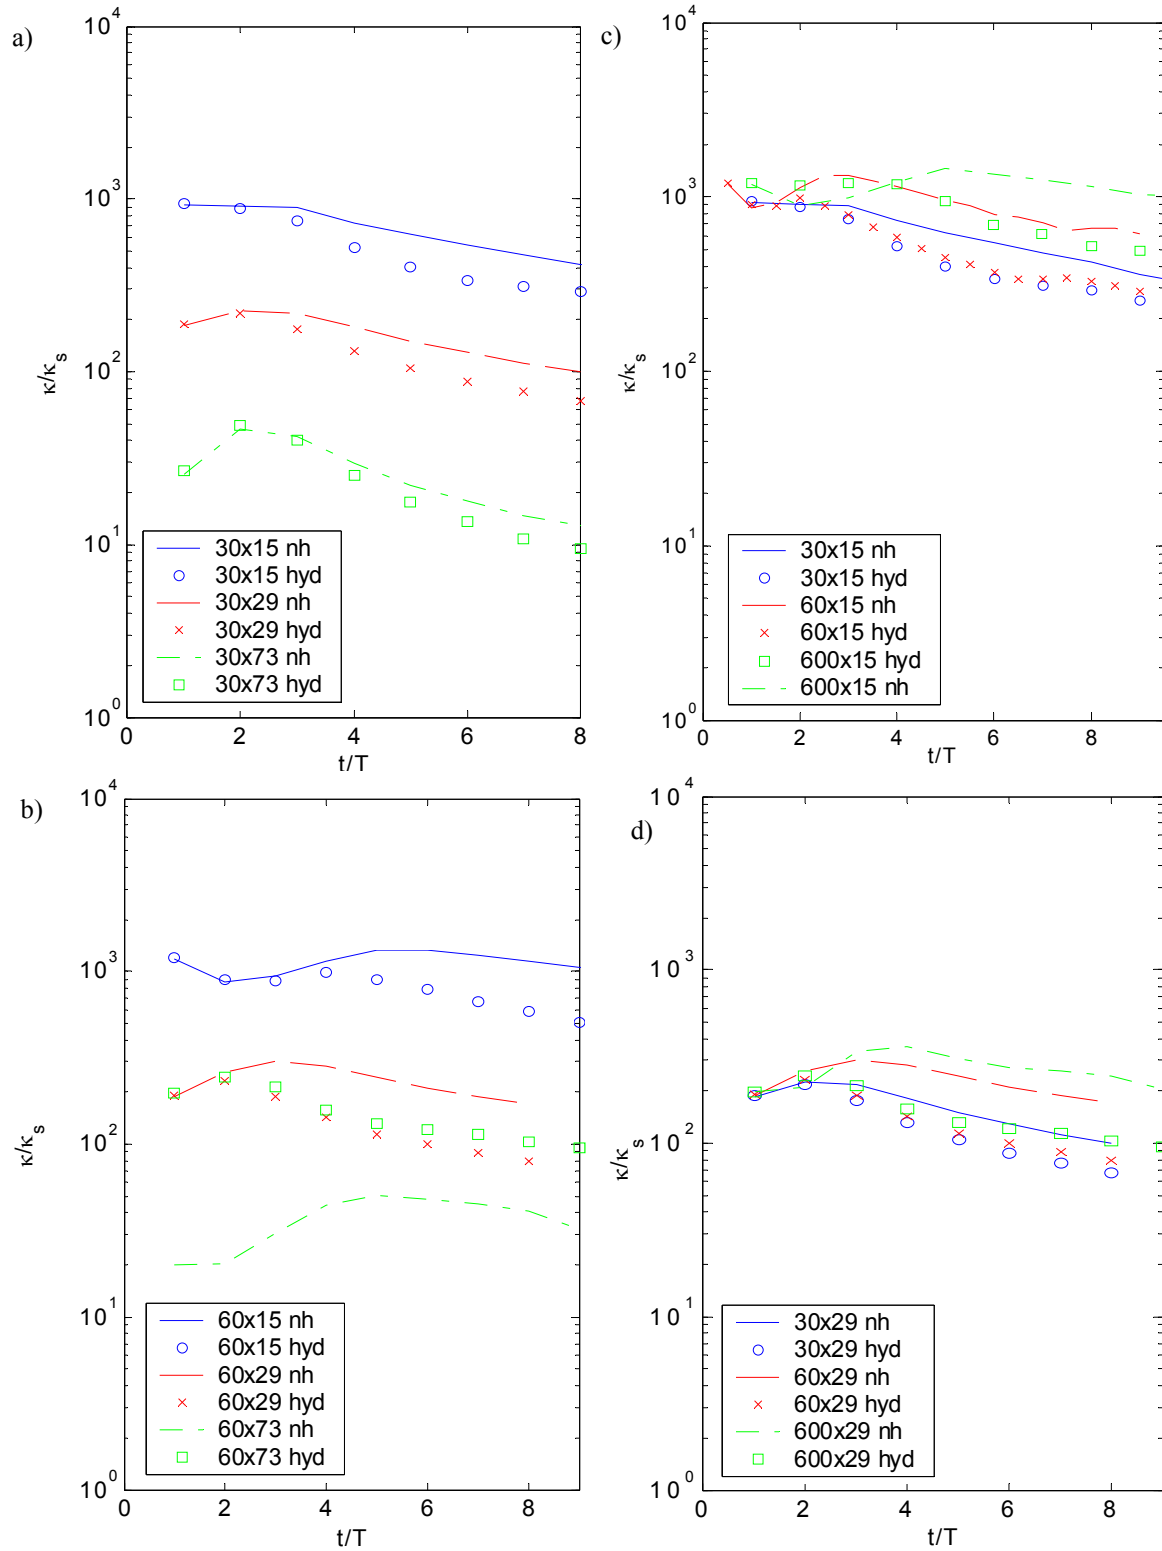 a)
10^4
10^3
10^2
10^1
10^0
κ/κ_s
30x15 nh
30x15 hyd
30x29 nh
30x29 hyd
30x73 nh
30x73 hyd
0 2 4 6 8
t/T
c)
10^4
10^3
10^2
10^1
10^0
κ/κ_s
30x15 nh
30x15 hyd
60x15 nh
60x15 hyd
600x15 hyd
600x15 nh
0 2 4 6 8
t/T
b)
10^4
10^3
10^2
10^1
10^0
κ/κ_s
60x15 nh
60x15 hyd
60x29 nh
60x29 hyd
60x73 nh
60x73 hyd
0 2 4 6 8
t/T
d)
10^4
10^3
10^2
10^1
10^0
κ/κ_s
30x29 nh
30x29 hyd
60x29 nh
60x29 hyd
600x29 nh
600x29 hyd
0 2 4 6 8
t/T